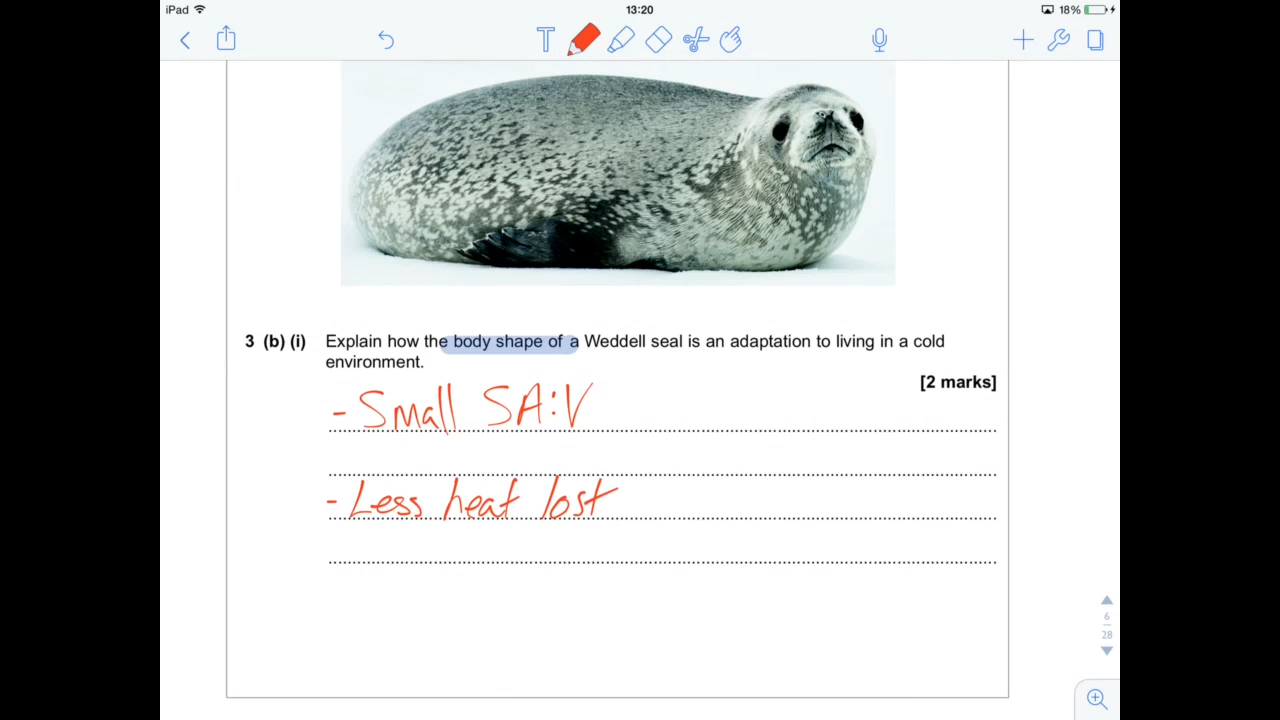 iPad
13:20
18%
T
3 (b) (i) Explain how the body shape of a Weddell seal is an adaptation to living in a cold
environment.
[2 marks]
- Small SA:V
- Less heat lost
6
28